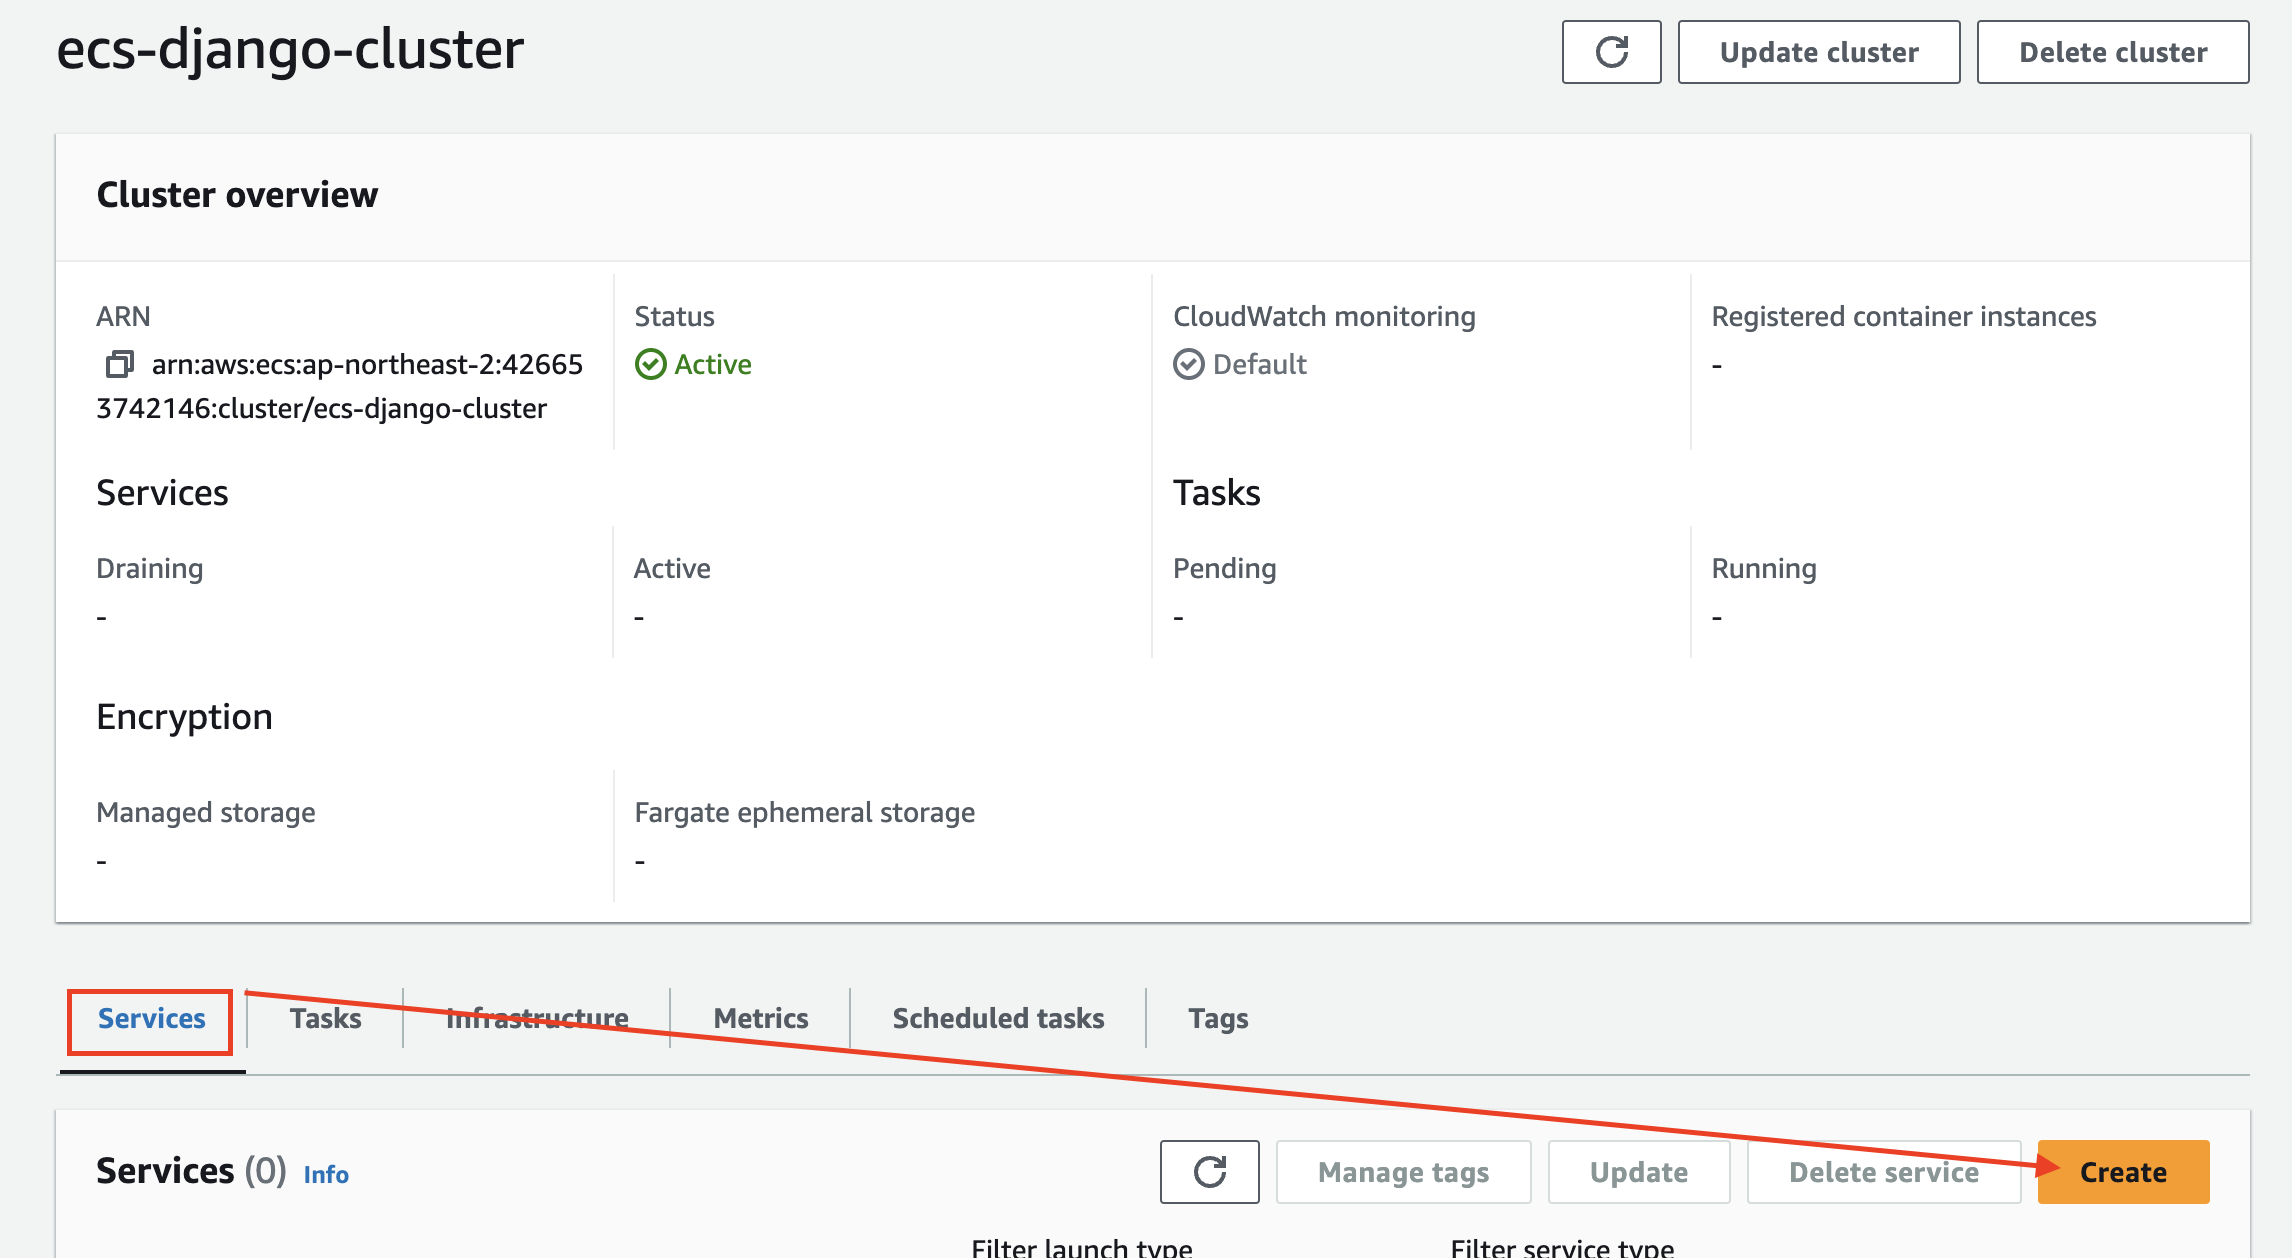 ecs-django-cluster
Update cluster
Delete cluster
Cluster overview
ARN
arn:aws:ecs:ap-northeast-2:42665
3742146:cluster/ecs-django-cluster
Status
Active
CloudWatch monitoring
Default
Registered container instances
-
Services
Tasks
Draining
-
Active
-
Pending
-
Running
-
Encryption
Managed storage
-
Fargate ephemeral storage
-
Services
Tasks
Infrastructure
Metrics
Scheduled tasks
Tags
Services (0) Info
Manage tags
Update
Delete service
Create
Filter launch type
Filter service type